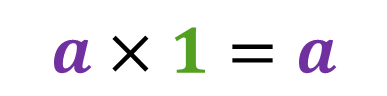 a × 1 = a